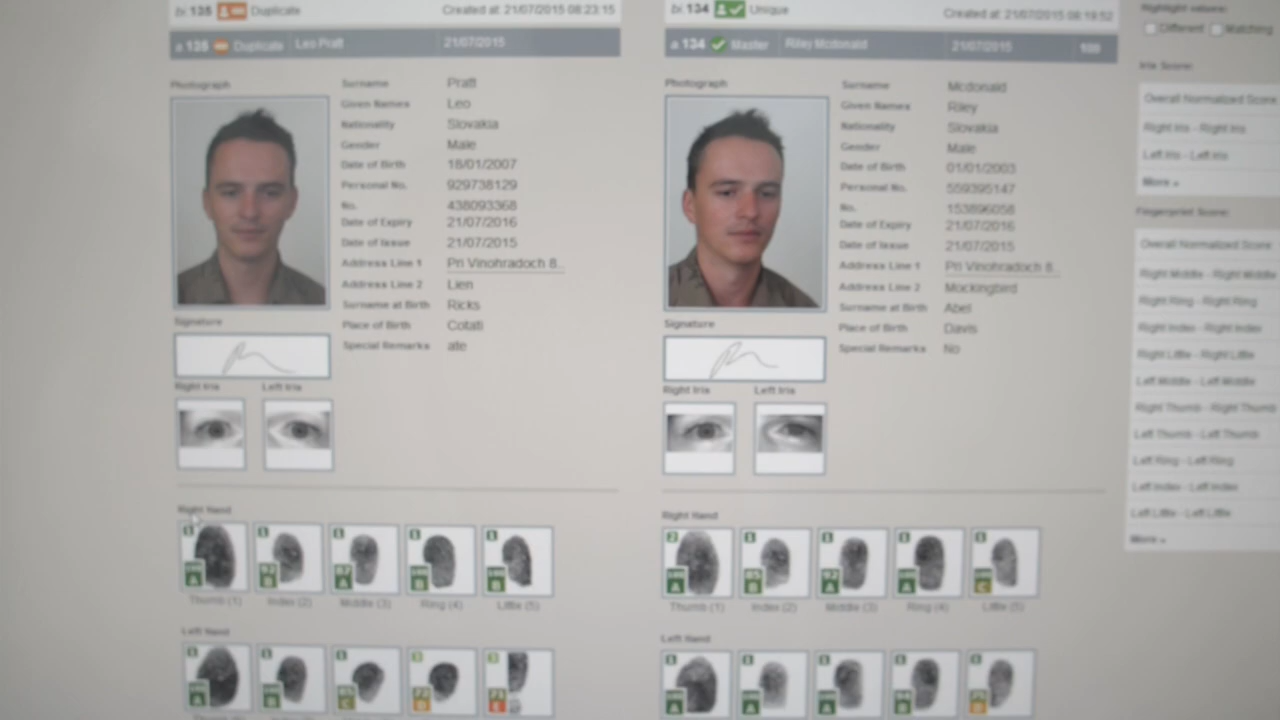 bi 135 Duplicate
Created at: 21/07/2015 08:23:15
a 135 Duplicate Leo Pratt 21/07/2015
Photograph
Surname Pratt
Given Names Leo
Nationality Slovakia
Gender Male
Date of Birth 18/01/2007
Personal No. 929738129
No. 438093368
Date of Expiry 21/07/2016
Date of Issue 21/07/2015
Address Line 1 Pri Vinohradoch 8..
Address Line 2 Lien
Surname at Birth Ricks
Place of Birth Cotati
Special Remarks ate
Signature
Right Iris Left Iris
Right Hand
Thumb (1) Index (2) Middle (3) Ring (4) Little (5)
Left Hand
bi 134 Unique
Created at: 21/07/2015 08:19:52
a 134 Master Riley Mcdonald 21/07/2015 100
Photograph
Surname Mcdonald
Given Names Riley
Nationality Slovakia
Gender Male
Date of Birth 01/01/2003
Personal No. 559395147
No. 153896058
Date of Expiry 21/07/2016
Date of Issue 21/07/2015
Address Line 1 Pri Vinohradoch 8..
Address Line 2 Mockingbird
Surname at Birth Abel
Place of Birth Davis
Special Remarks No
Signature
Right Iris Left Iris
Right Hand
Thumb (1) Index (2) Middle (3) Ring (4) Little (5)
Left Hand
Highlight values:
Different Matching
Iris Score:
Overall Normalized Score
Right Iris - Right Iris
Left Iris - Left Iris
More »
Fingerprint Score:
Overall Normalized Score
Right Middle - Right Middle
Right Ring - Right Ring
Right Index - Right Index
Right Little - Right Little
Left Middle - Left Middle
Right Thumb - Right Thumb
Left Thumb - Left Thumb
Left Ring - Left Ring
Left Index - Left Index
Left Little - Left Little
More »